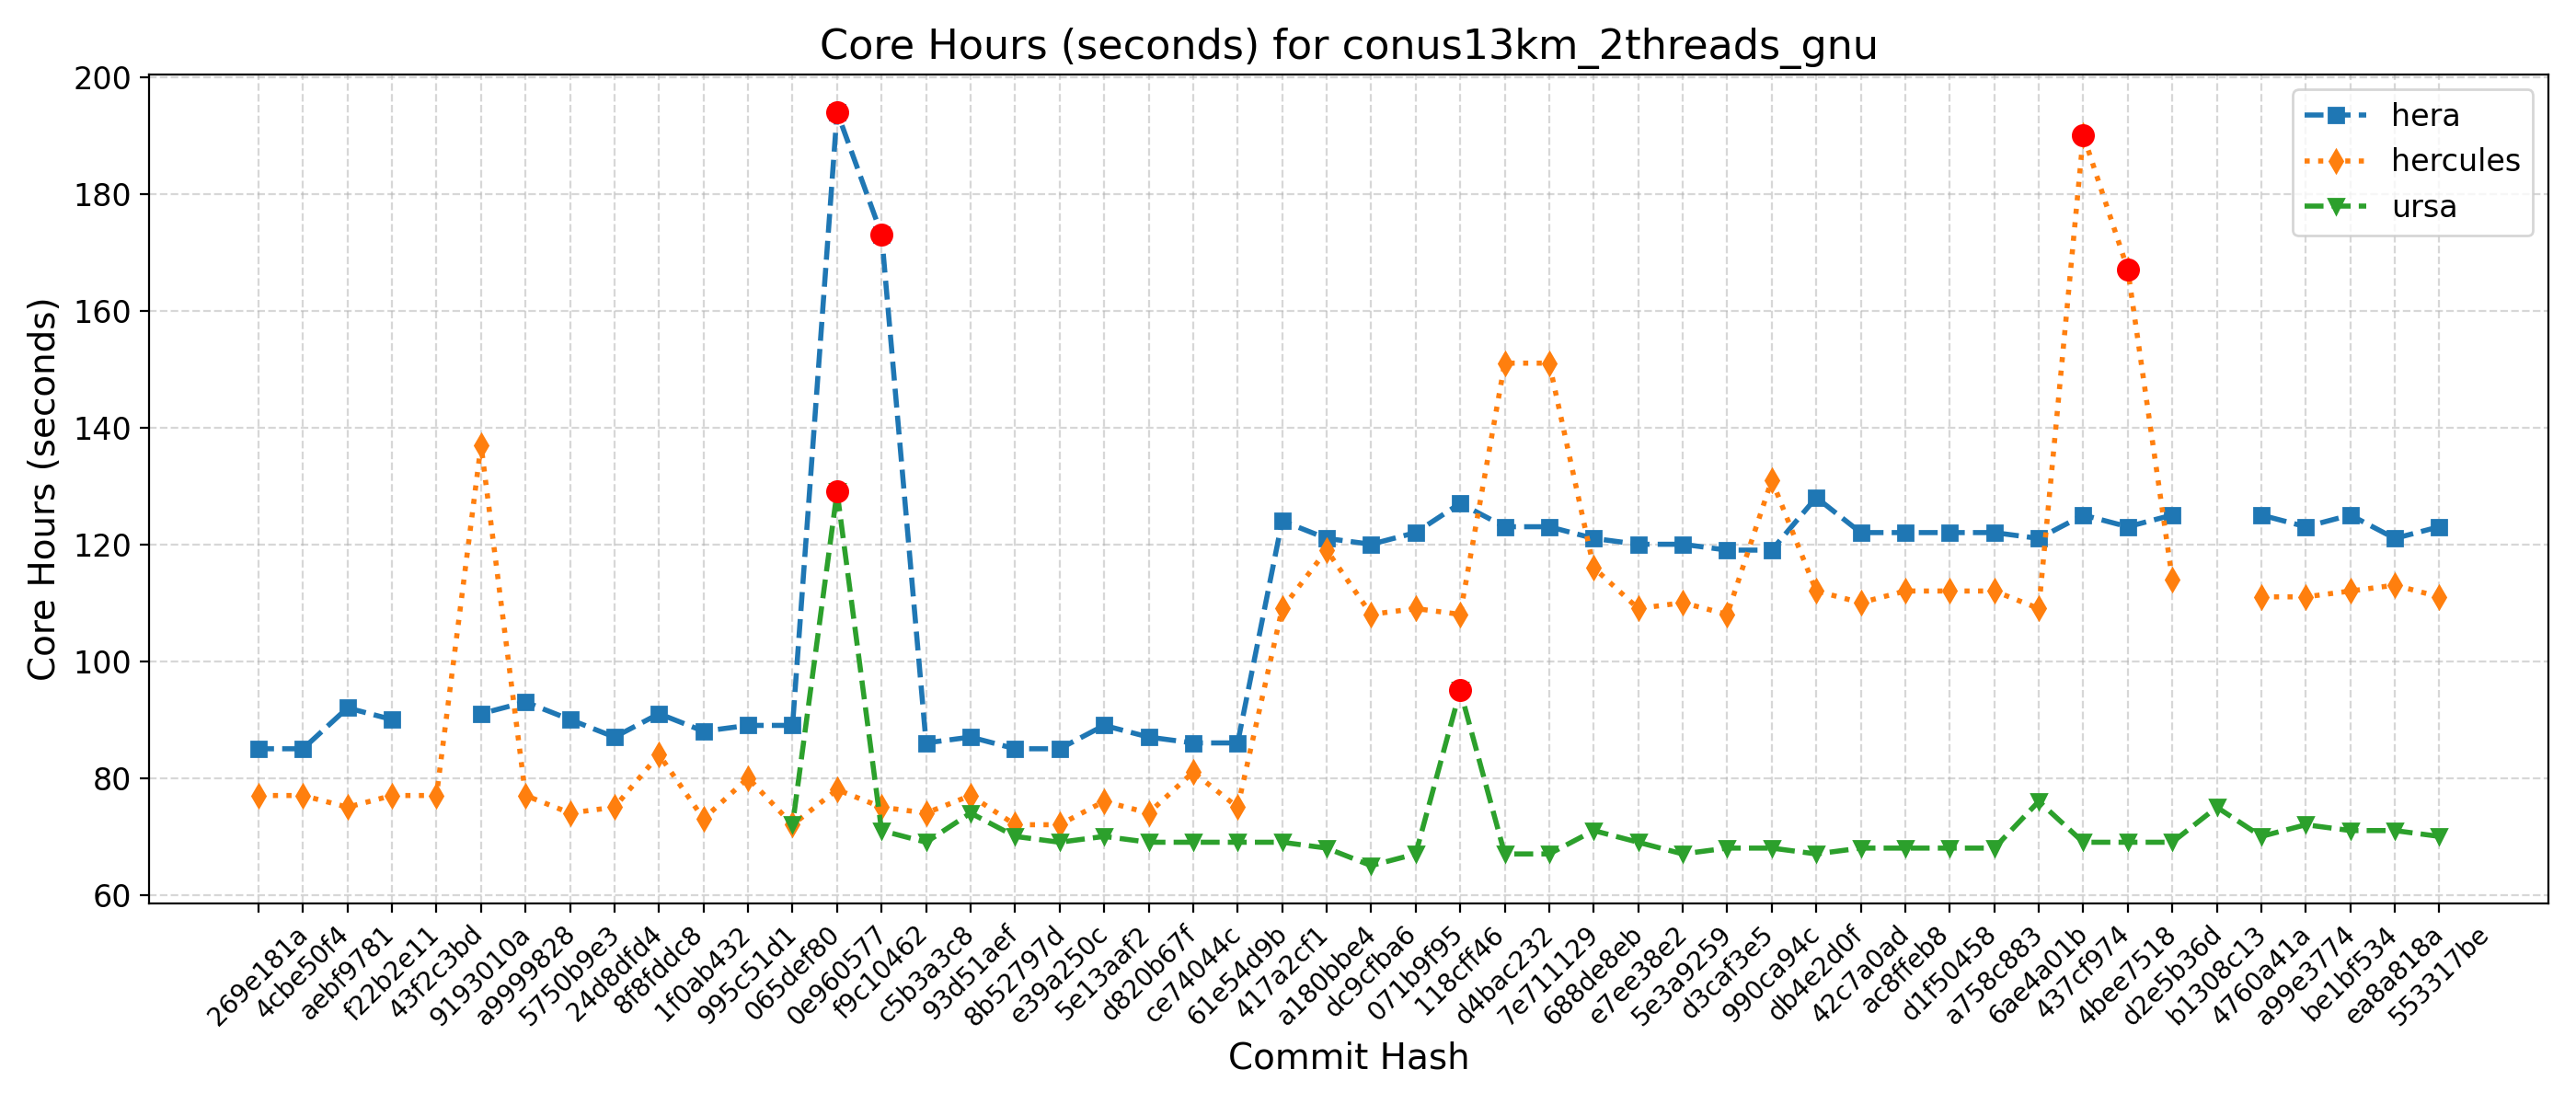 Core Hours (seconds) for conus13km_2threads_gnu
Core Hours (seconds)
200
180
160
140
120
100
80
60
hera
hercules
ursa
269e181a
4cbe50f4
aebf9781
f22b2e11
43f2c3bd
9193010a
a9999828
5750b9e3
24d8dfd4
8f8fddc8
1f0ab432
995c51d1
065def80
0e960577
f9c10462
c5b3a3c8
93d51aef
8b52797d
e39a250c
5e13aaf2
d820b67f
ce74044c
61e54d9b
417a2cf1
a180bbe4
dc9cfba6
071b9f95
118cff46
d4bac232
7e711129
688de8eb
e7ee38e2
5e3a9259
d3caf3e5
990ca94c
db4e2d0f
42c7a0ad
ac8ffeb8
d1f50458
a758c883
6ae4a01b
437cf974
4bee7518
d2e5b36d
b1308c13
4760a41a
a99e3774
be1bf534
ea8a818a
553317be
Commit Hash